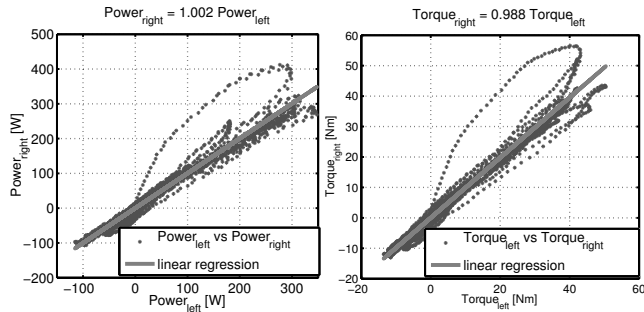 Power_right = 1.002 Power_left
500
400
300
200
100
0
−100
−200
Power_right [W]
−100 0 100 200 300
Power_left [W]
Power_left vs Power_right
linear regression
Torque_right = 0.988 Torque_left
60
50
40
30
20
10
0
−10
−20
Torque_right [Nm]
−20 0 20 40 60
Torque_left [Nm]
Torque_left vs Torque_right
linear regression